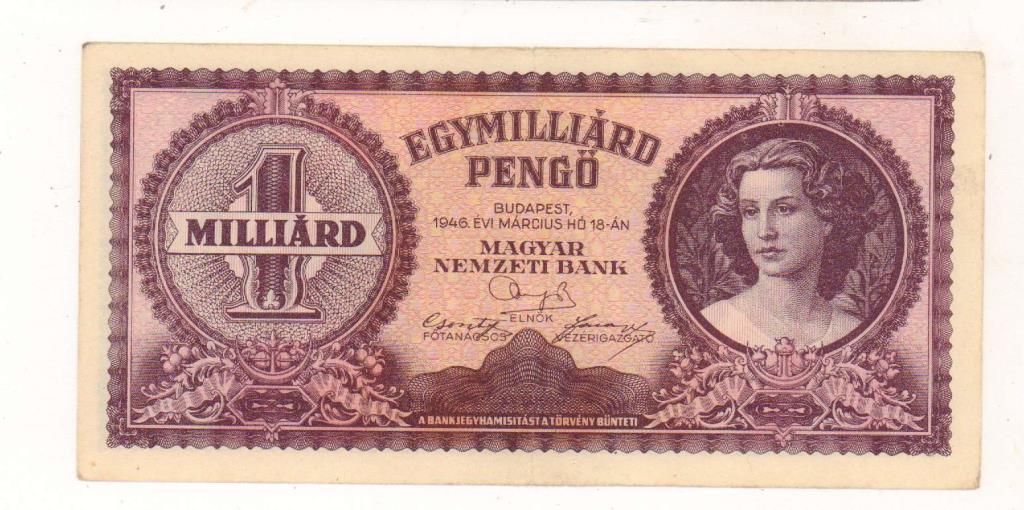 1
MILLIÁRD
EGYMILLIÁRD
PENGŐ
BUDAPEST,
1946. ÉVI MÁRCIUS HÓ 18-ÁN
MAGYAR
NEMZETI BANK
ELNÖK
FŐTANÁCSOS VEZÉRIGAZGATÓ
A BANKJEGYHAMISÍTÁST A TÖRVÉNY BÜNTETI